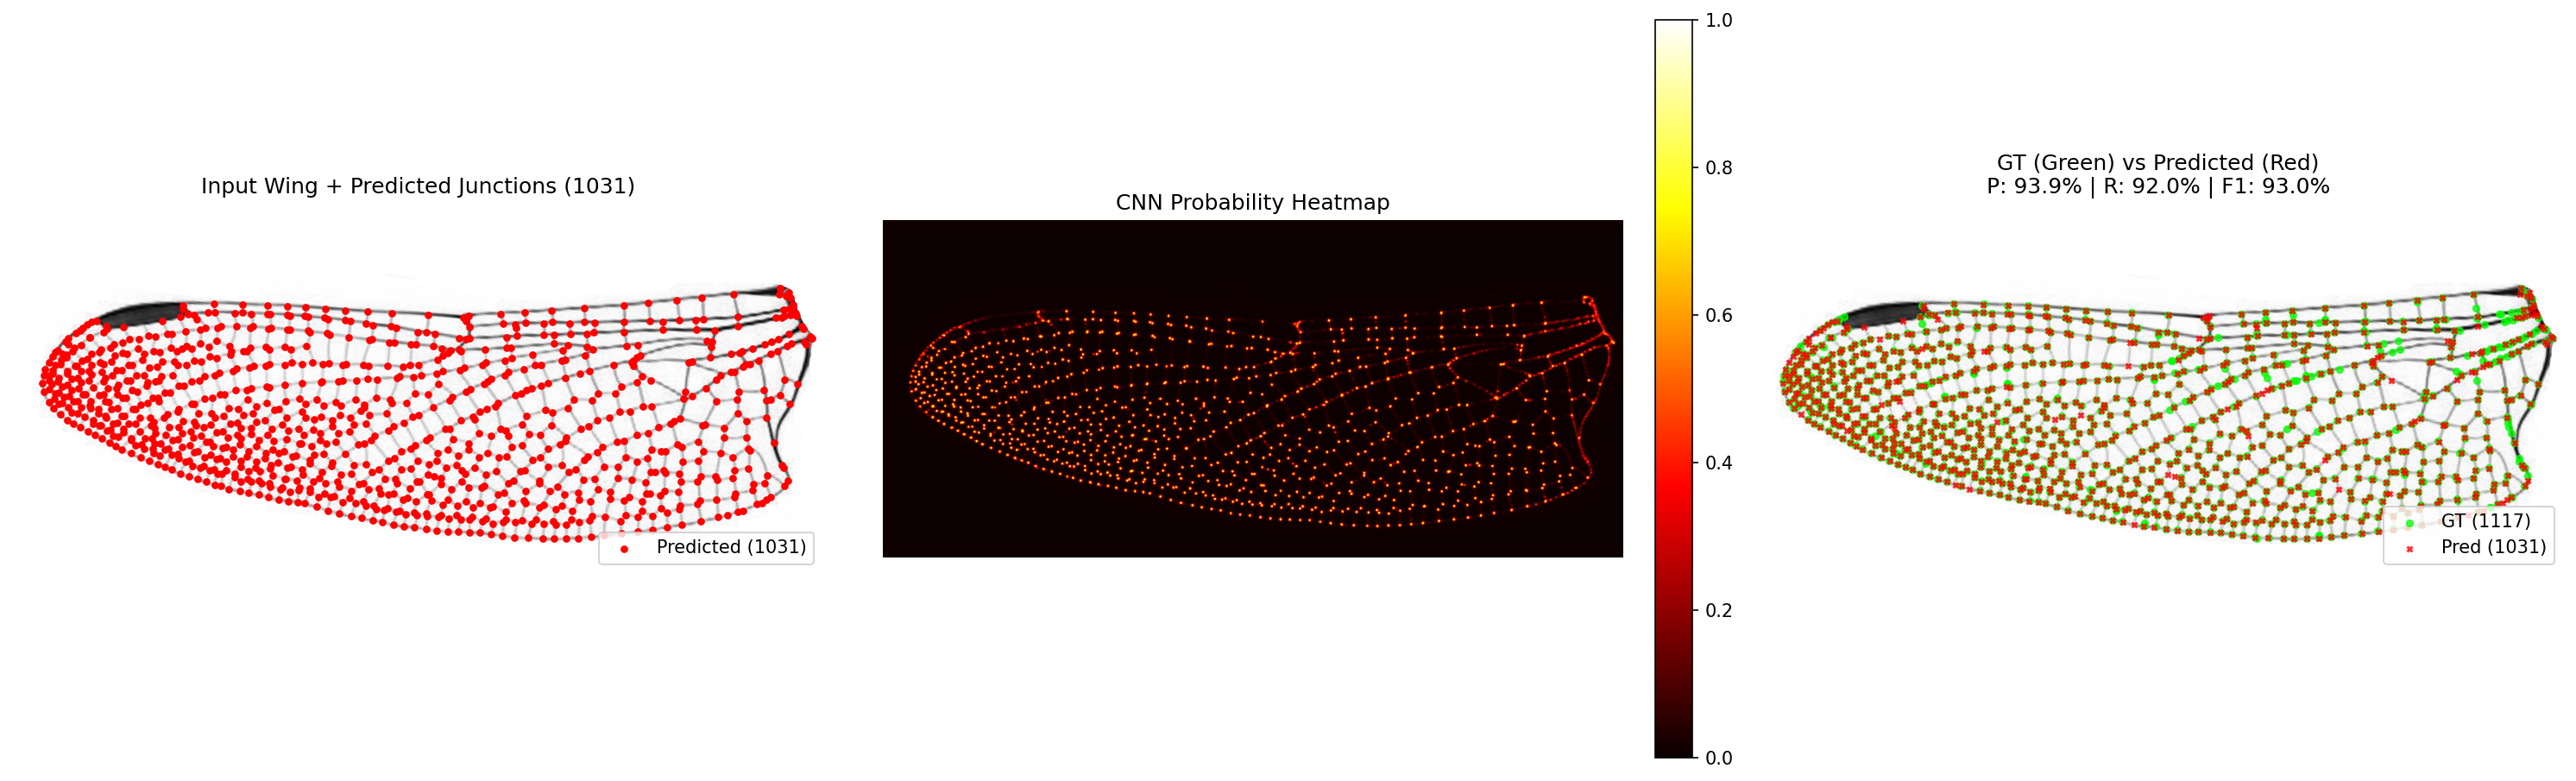 Input Wing + Predicted Junctions (1031)
Predicted (1031)
CNN Probability Heatmap
1.0
0.8
0.6
0.4
0.2
0.0
GT (Green) vs Predicted (Red)
P: 93.9% | R: 92.0% | F1: 93.0%
GT (1117)
Pred (1031)